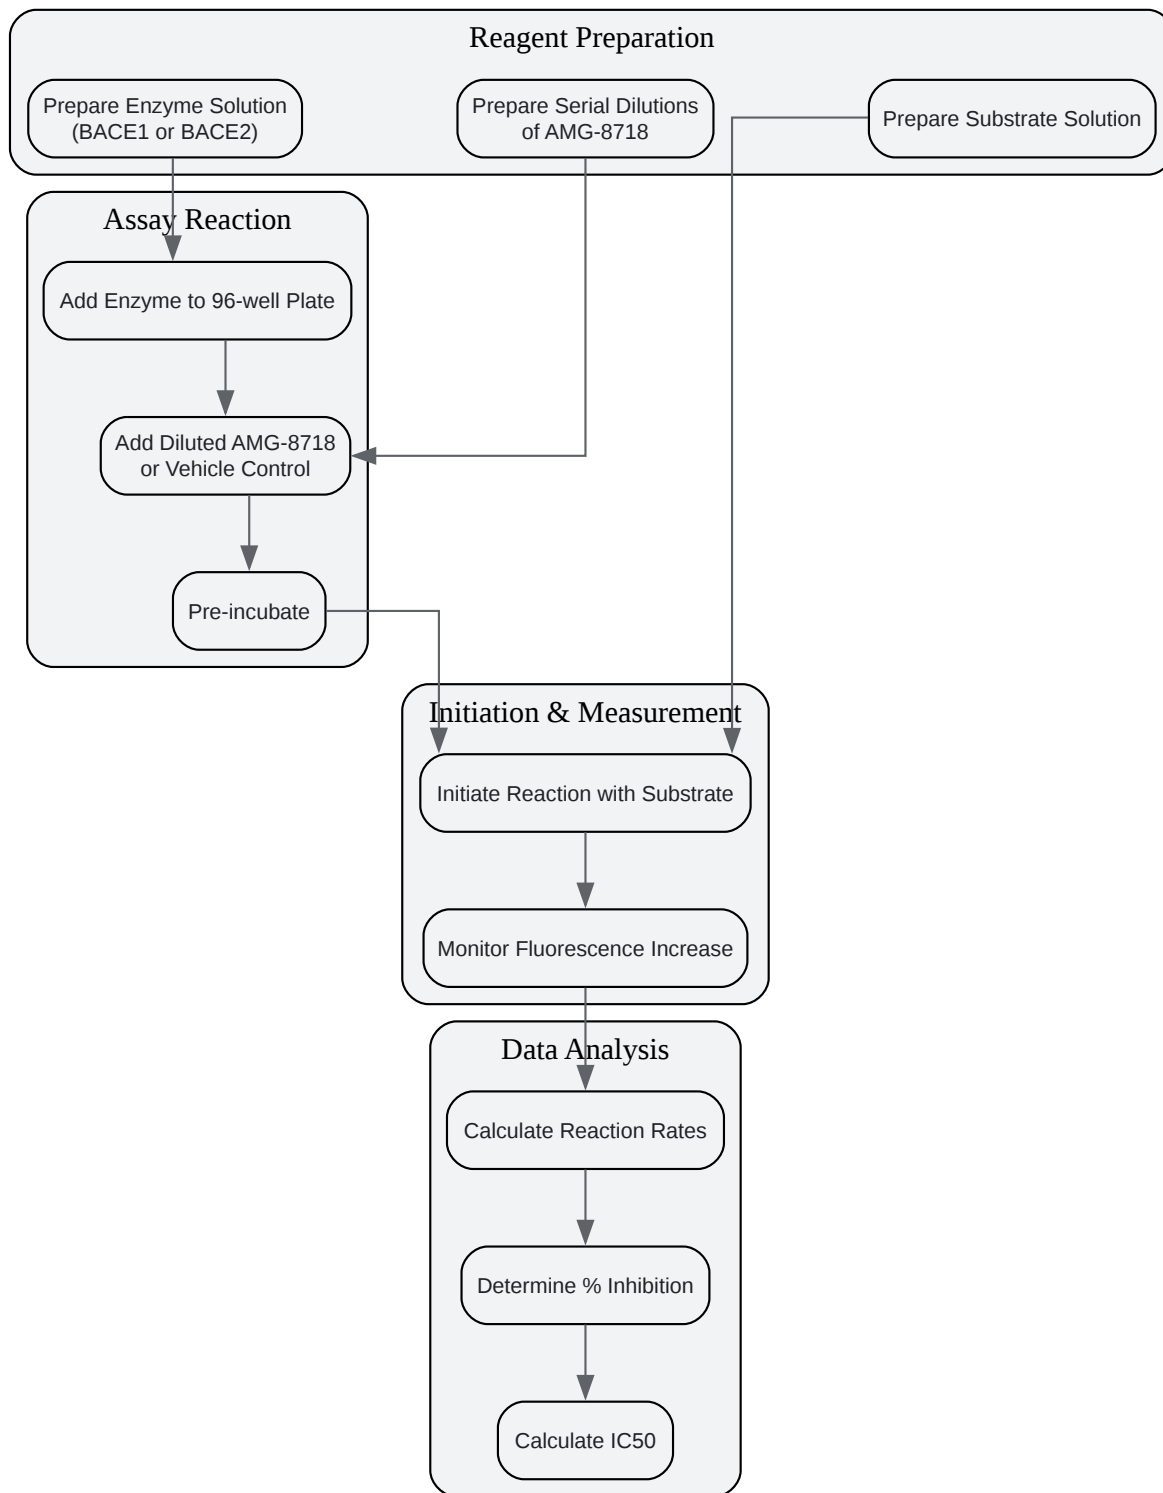 Reagent Preparation
Prepare Enzyme Solution
(BACE1 or BACE2)
Prepare Serial Dilutions
of AMG-8718
Prepare Substrate Solution
Assay Reaction
Add Enzyme to 96-well Plate
Add Diluted AMG-8718
or Vehicle Control
Pre-incubate
Initiation & Measurement
Initiate Reaction with Substrate
Monitor Fluorescence Increase
Data Analysis
Calculate Reaction Rates
Determine % Inhibition
Calculate IC50